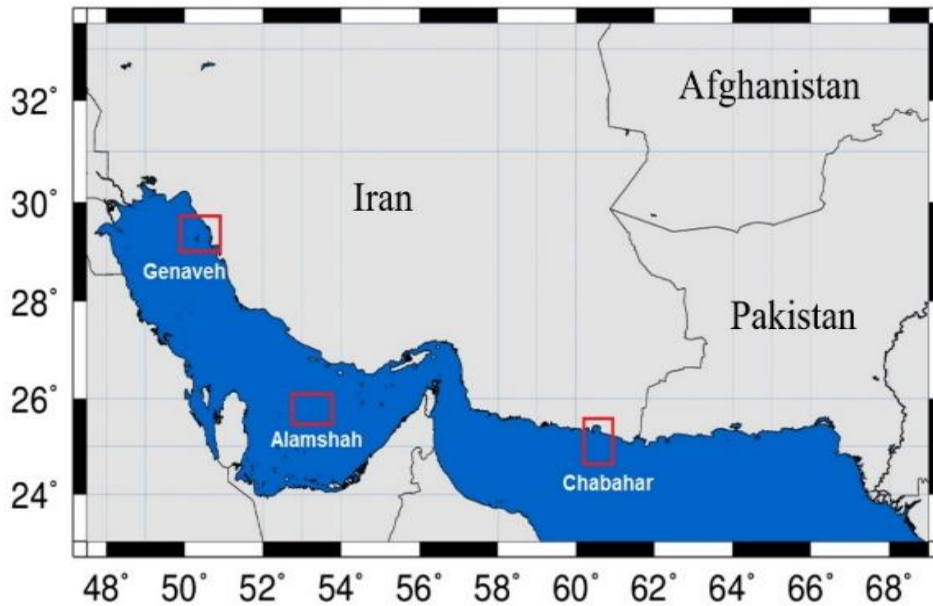 Afghanistan
32°
30°
Iran
Genaveh
28°
Pakistan
26°
Alamshah
Chabahar
24°
48° 50° 52° 54° 56° 58° 60° 62° 64° 66° 68°